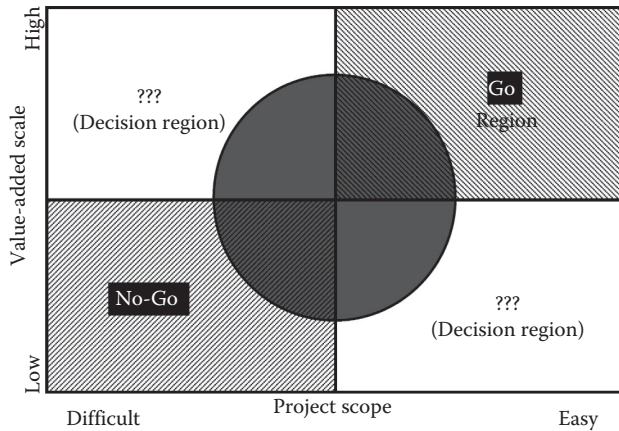 High
Value-added scale
Low
???
(Decision region)
Go
Region
No-Go
???
(Decision region)
Difficult
Project scope
Easy